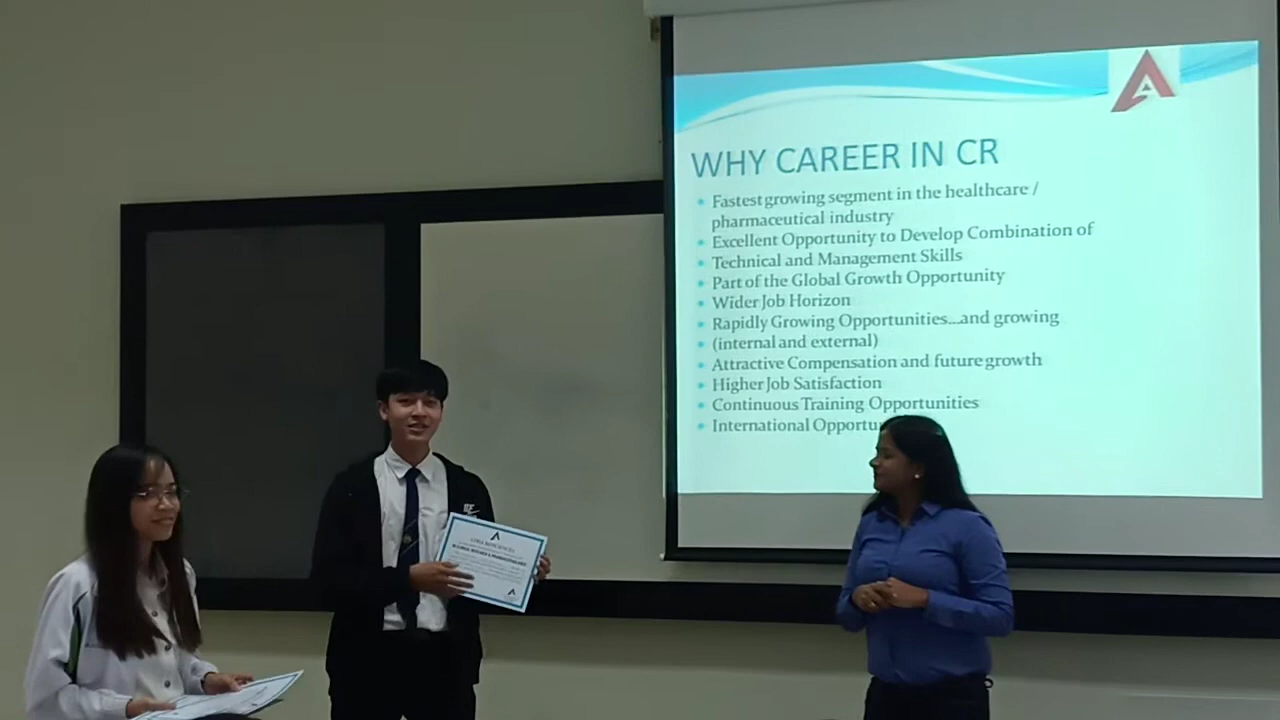 WHY CAREER IN CR
Fastest growing segment in the healthcare /
pharmaceutical industry
Excellent Opportunity to Develop Combination of
Technical and Management Skills
Part of the Global Growth Opportunity
Wider Job Horizon
Rapidly Growing Opportunities...and growing
(internal and external)
Attractive Compensation and future growth
Higher Job Satisfaction
Continuous Training Opportunities
International